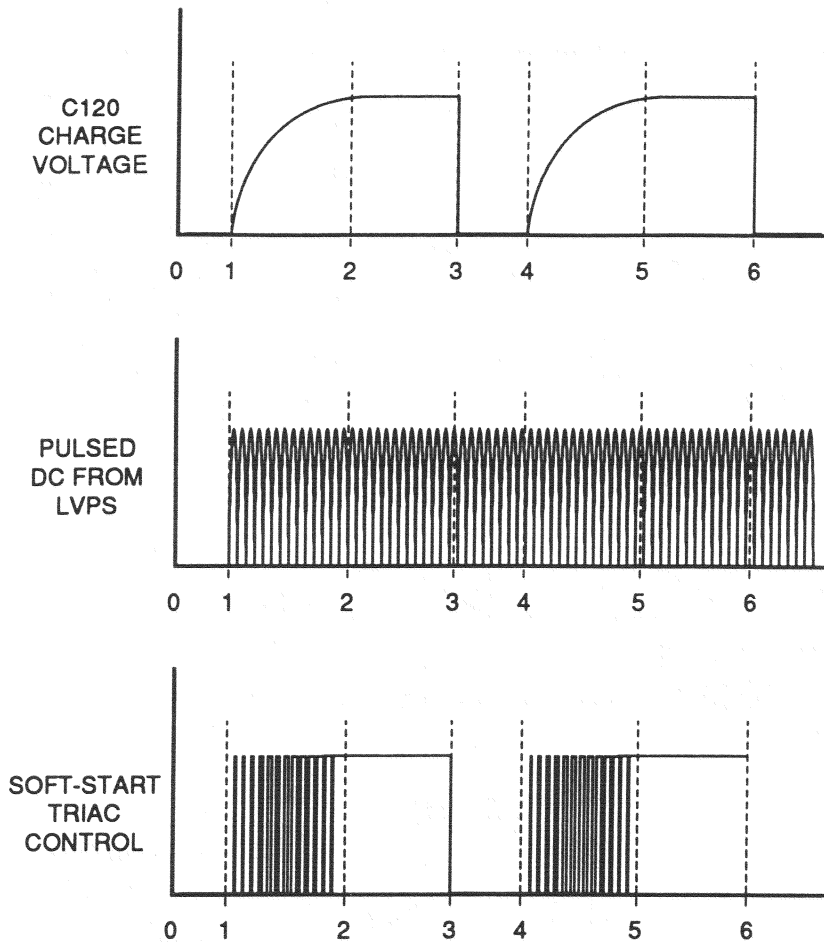 C120
CHARGE
VOLTAGE
0 1 2 3 4 5 6
PULSED
DC FROM
LVPS
0 1 2 3 4 5 6
SOFT-START
TRIAC
CONTROL
0 1 2 3 4 5 6